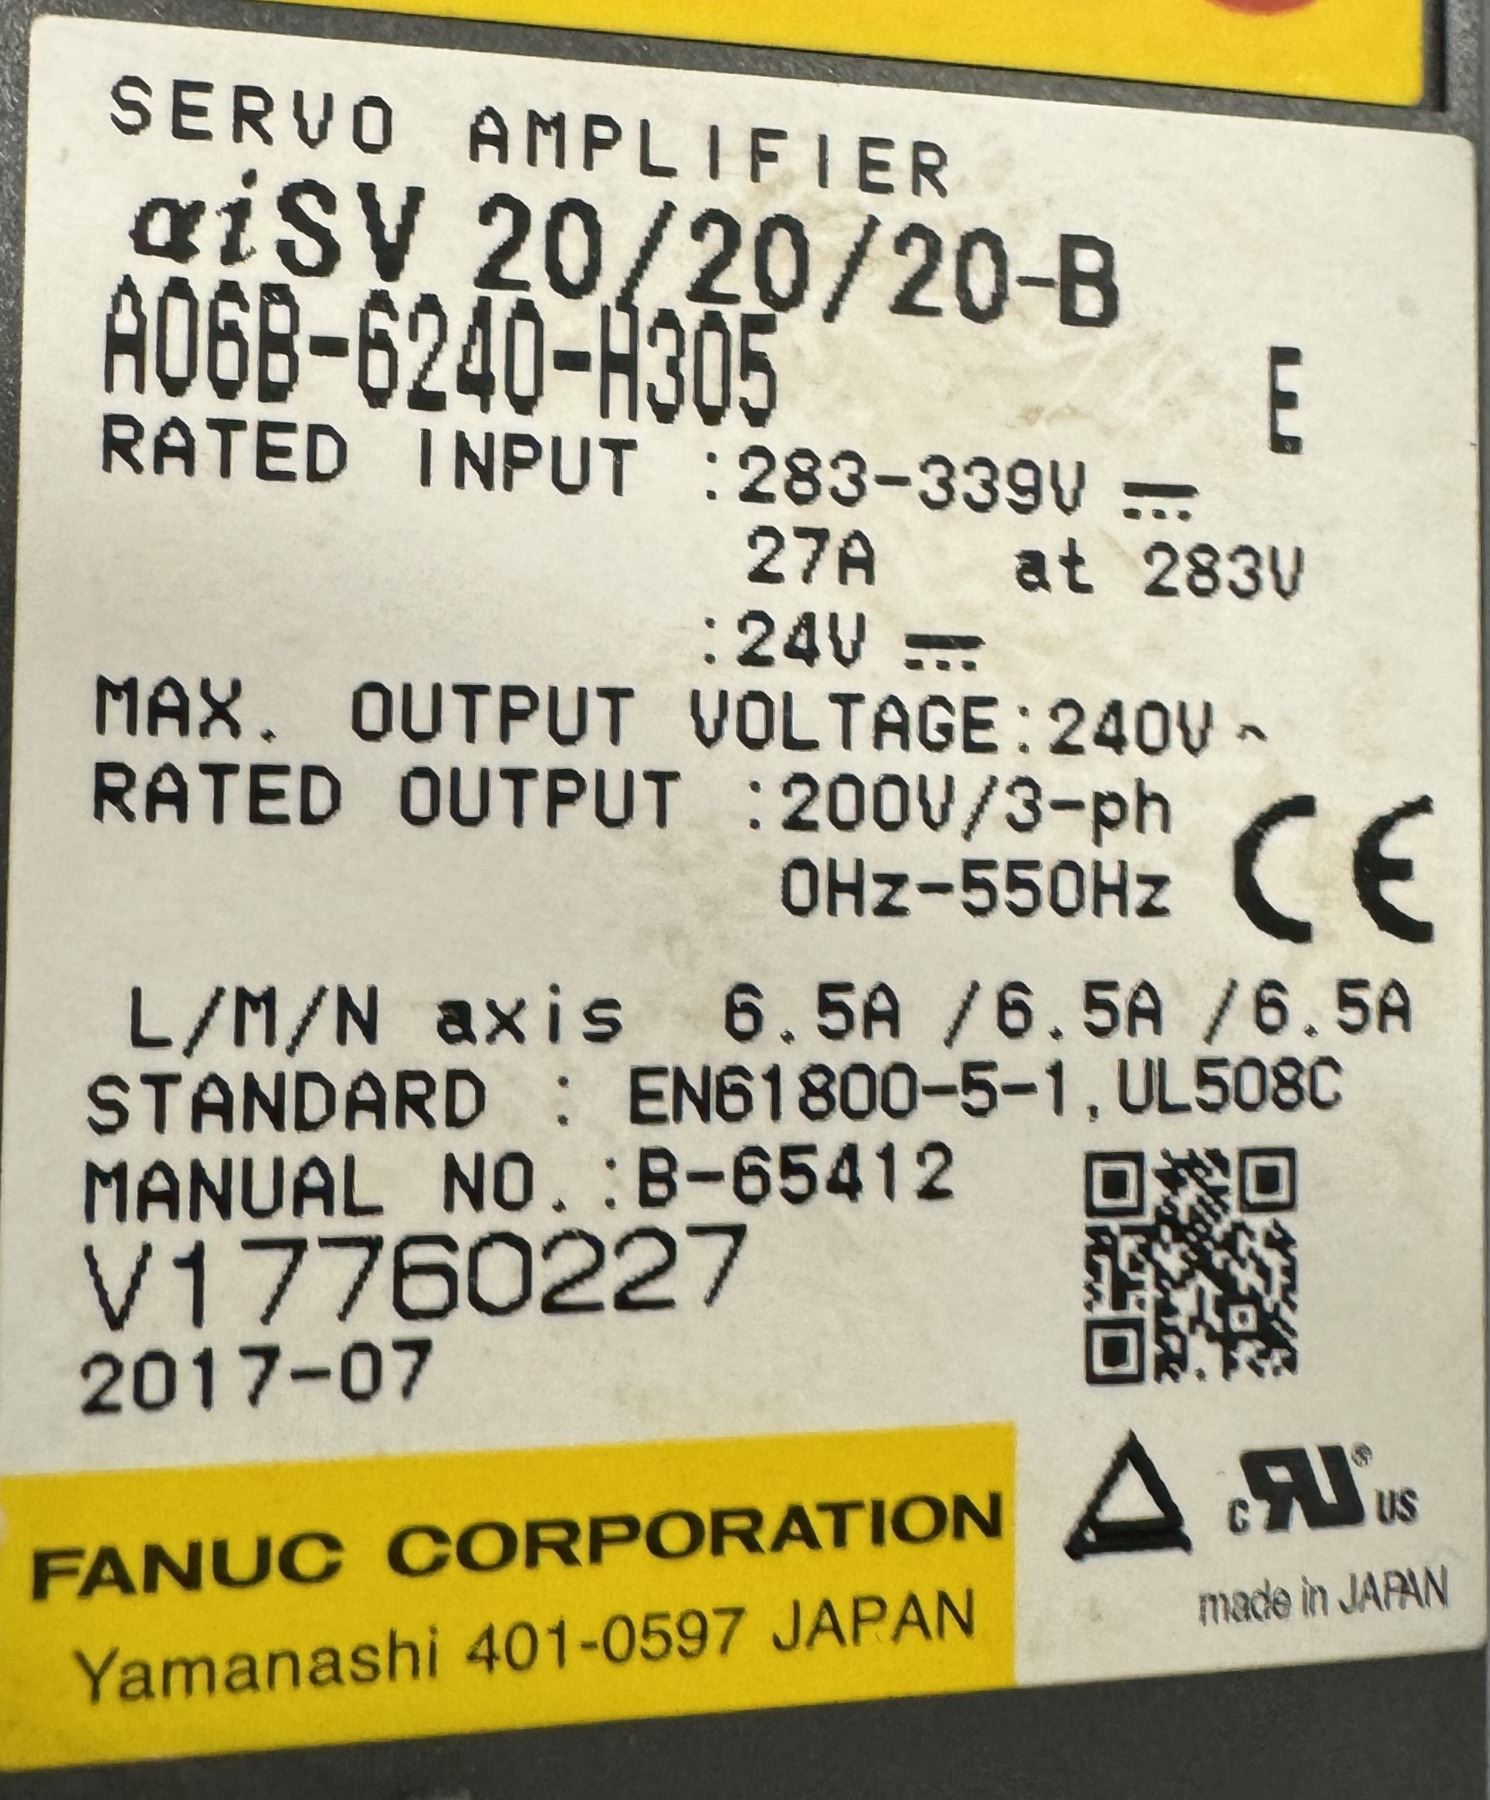 SERVO AMPLIFIER
αiSV 20/20/20-B
A06B-6240-H305
E
RATED INPUT :283-339V ⎓
27A at 283V
:24V ⎓
MAX. OUTPUT VOLTAGE:240V~
RATED OUTPUT :200V/3-ph
0Hz-550Hz
CE
L/M/N axis 6.5A /6.5A /6.5A
STANDARD : EN61800-5-1,UL508C
MANUAL NO.:B-65412
V17760227
2017-07
FANUC CORPORATION
Yamanashi 401-0597 JAPAN
c RU® US
made in JAPAN